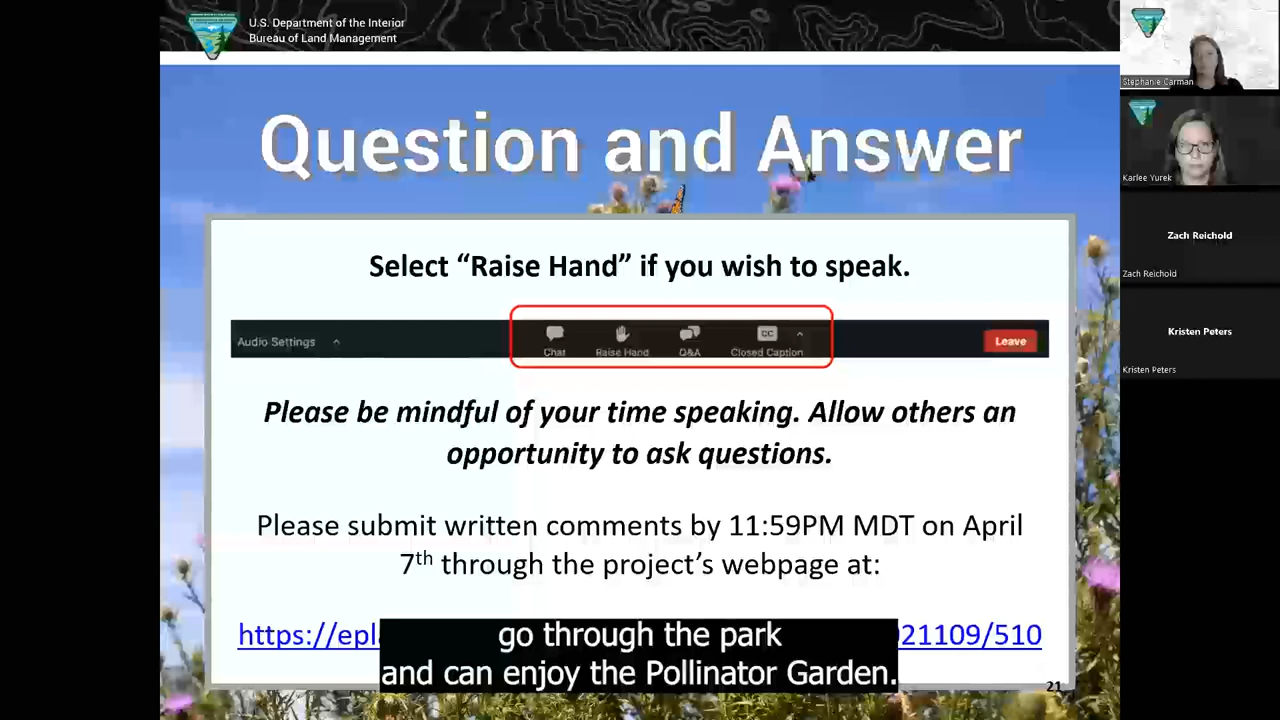 U.S. Department of the Interior
Bureau of Land Management
Question and Answer
Select “Raise Hand” if you wish to speak.
Audio Settings
Chat
Raise Hand
Q&A
CC
Closed Caption
Leave
Please be mindful of your time speaking. Allow others an
opportunity to ask questions.
Please submit written comments by 11:59PM MDT on April
7th through the project’s webpage at:
https://epl 21109/510
go through the park
and can enjoy the Pollinator Garden.
21
Stephanie Carman
Karlee Yurek
Zach Reichold
Zach Reichold
Kristen Peters
Kristen Peters